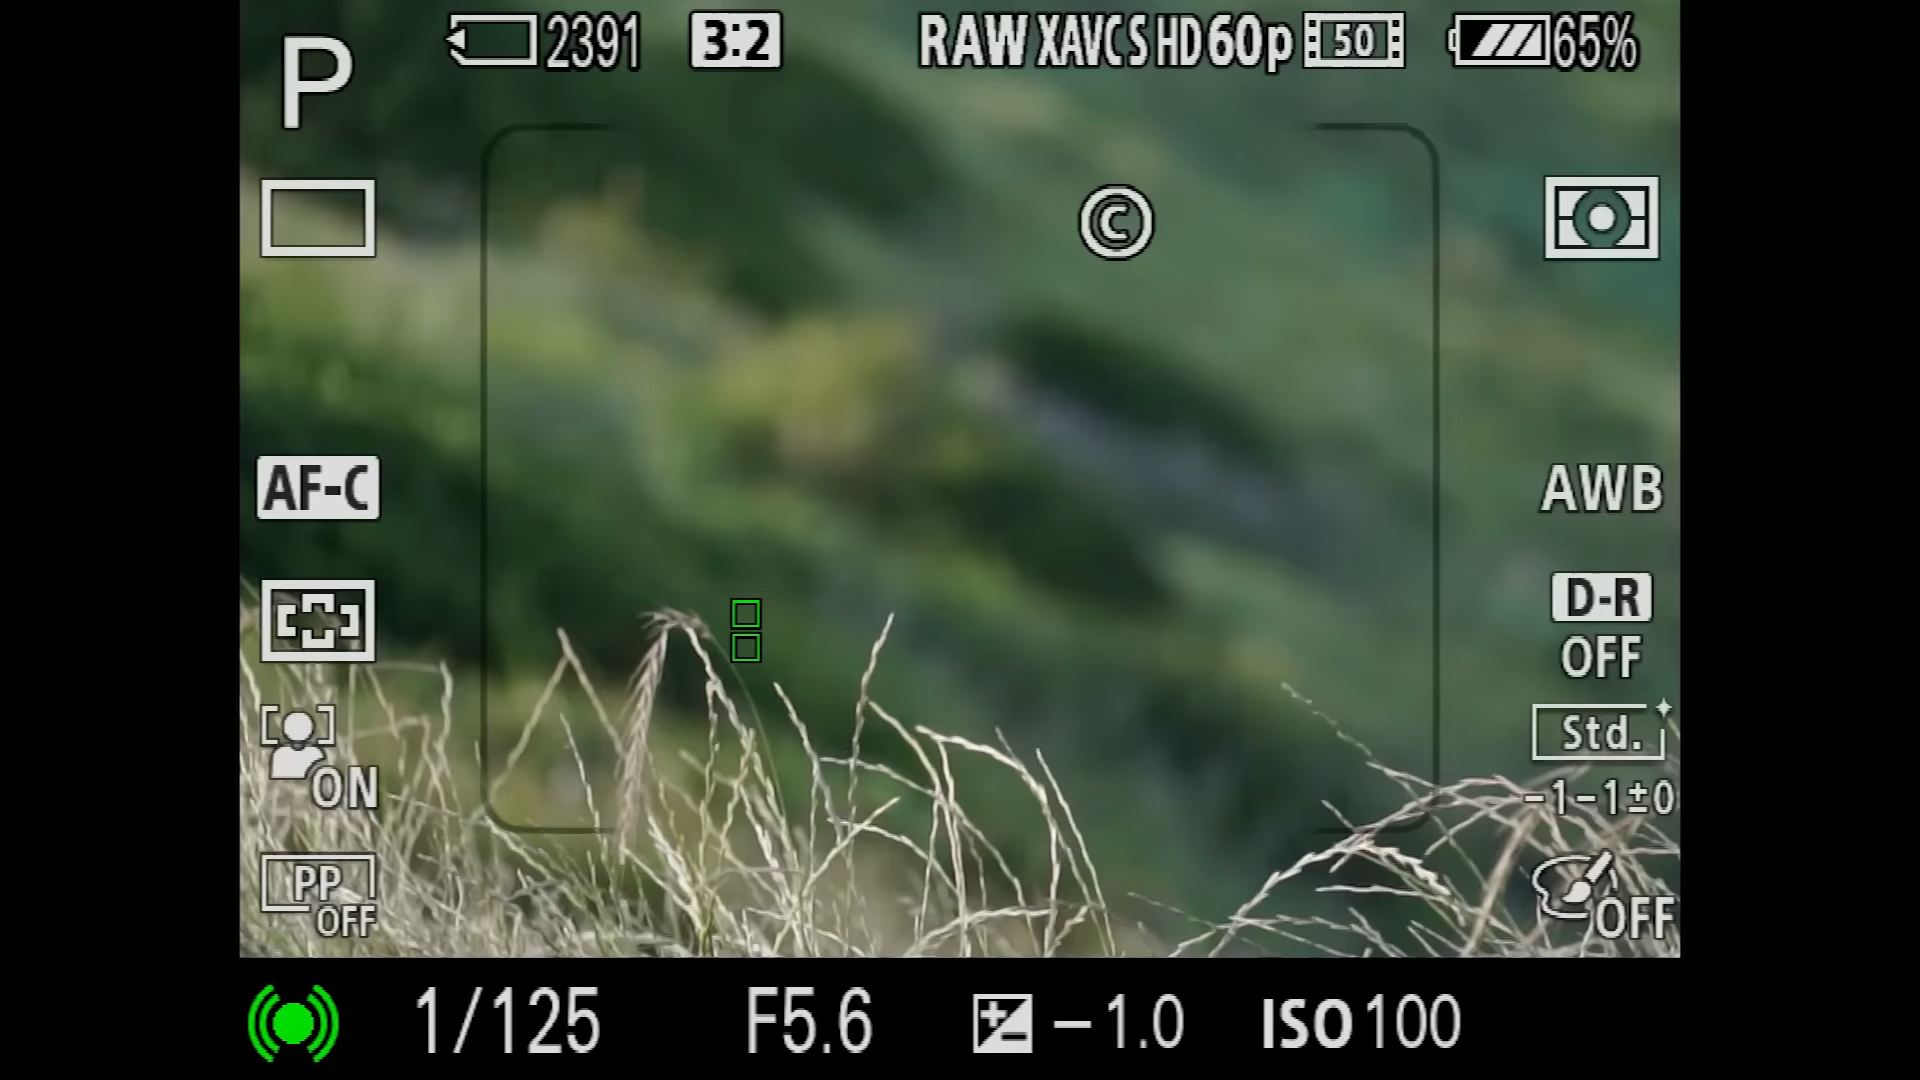 P 2391 3:2 RAW XAVC S HD 60p 50 65%
©
AF-C AWB
D-R
OFF
Std.
ON -1-1±0
PP
OFF OFF
1/125 F5.6 -1.0 ISO 100